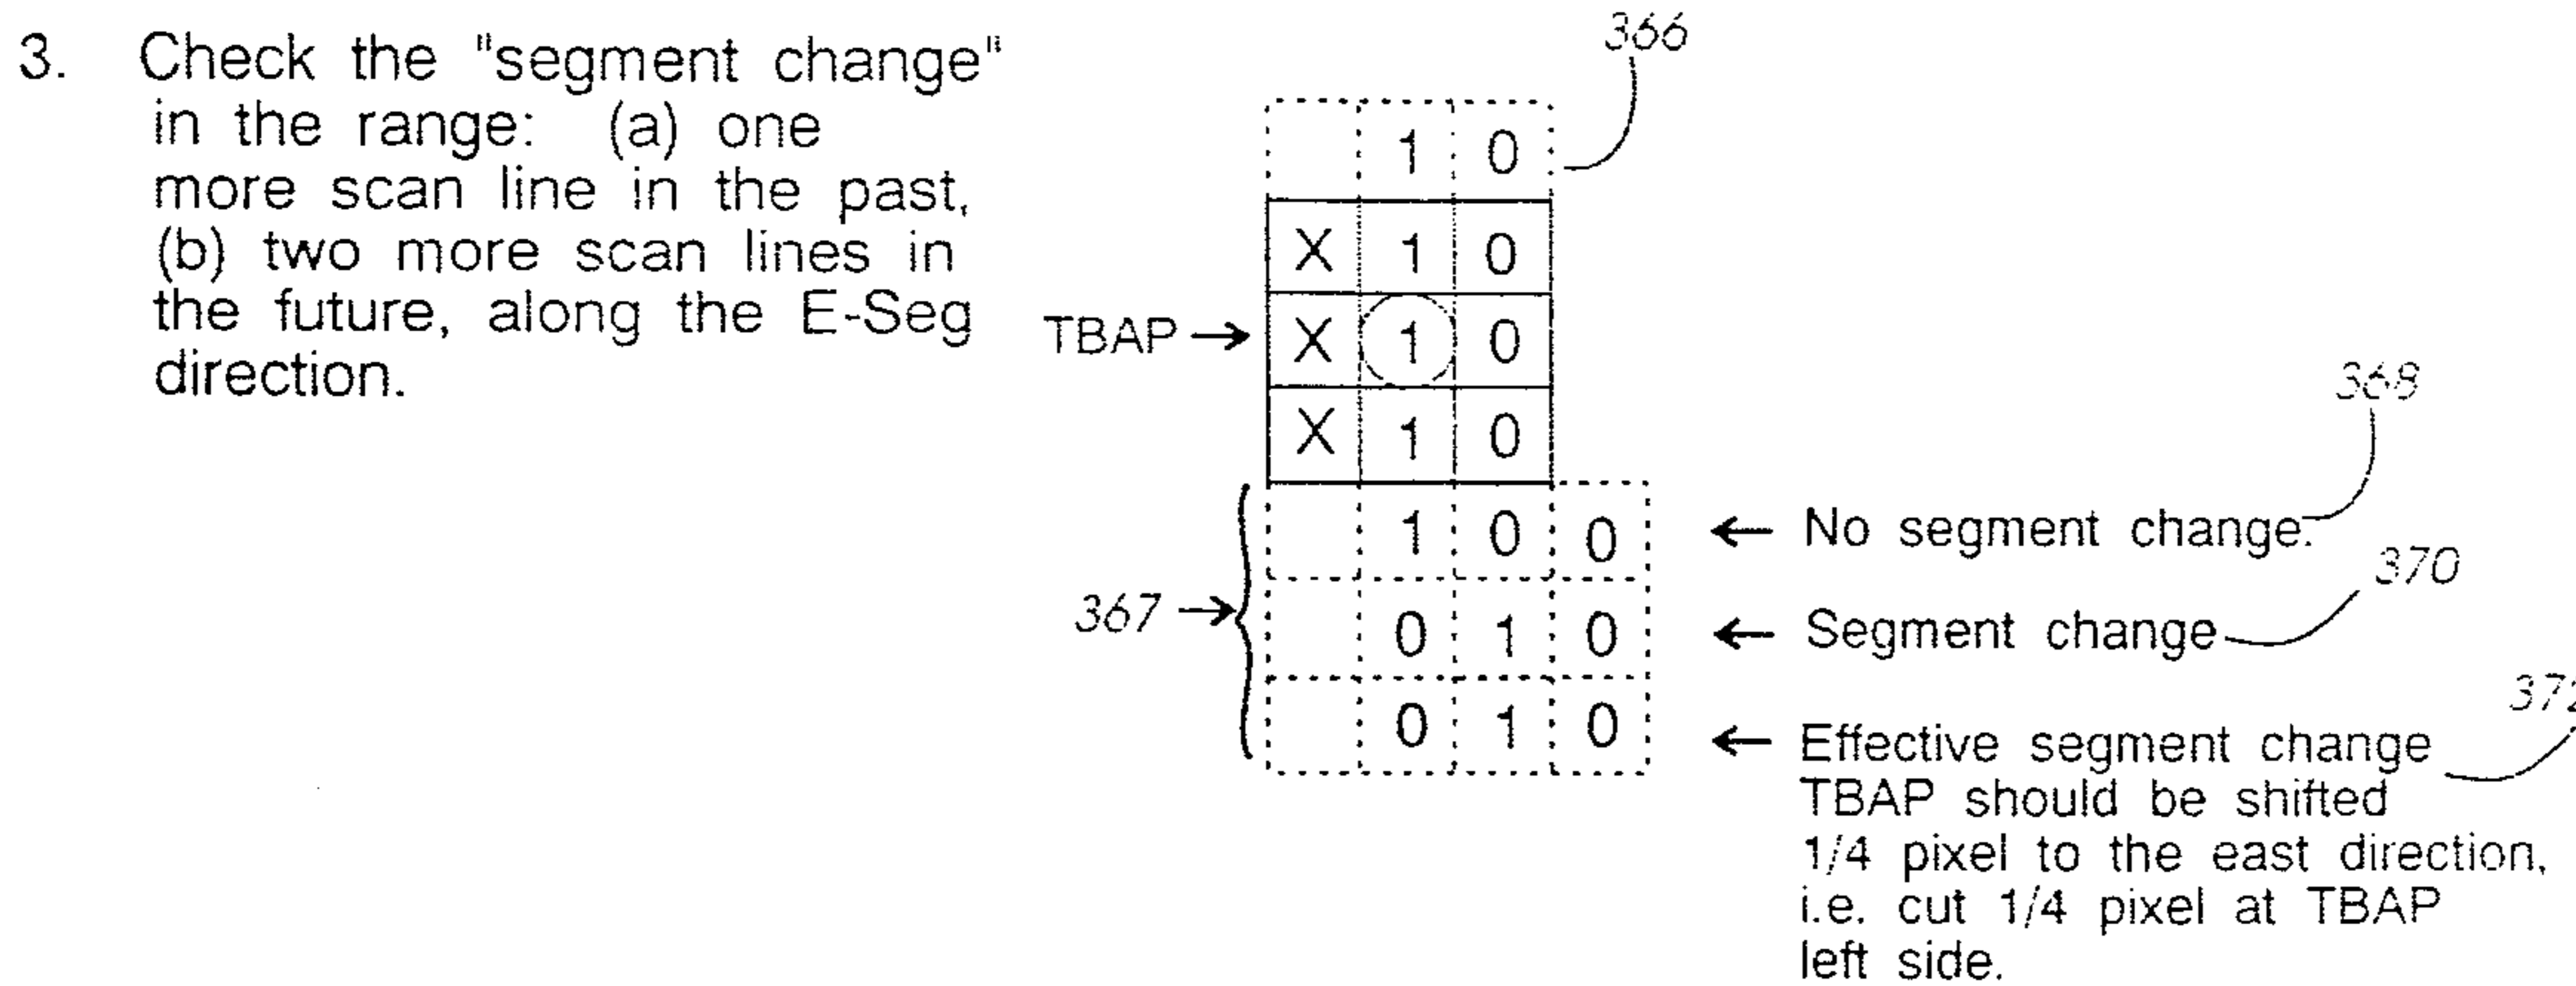 3. Check the "segment change"
in the range: (a) one
more scan line in the past,
(b) two more scan lines in
the future, along the E-Seg
direction.
366
1 0
X 1 0
TBAP → X 1 0
X 1 0
368
1 0 0 ← No segment change.
370
367 → 0 1 0 ← Segment change
372
0 1 0 ← Effective segment change
TBAP should be shifted
1/4 pixel to the east direction,
i.e. cut 1/4 pixel at TBAP
left side.